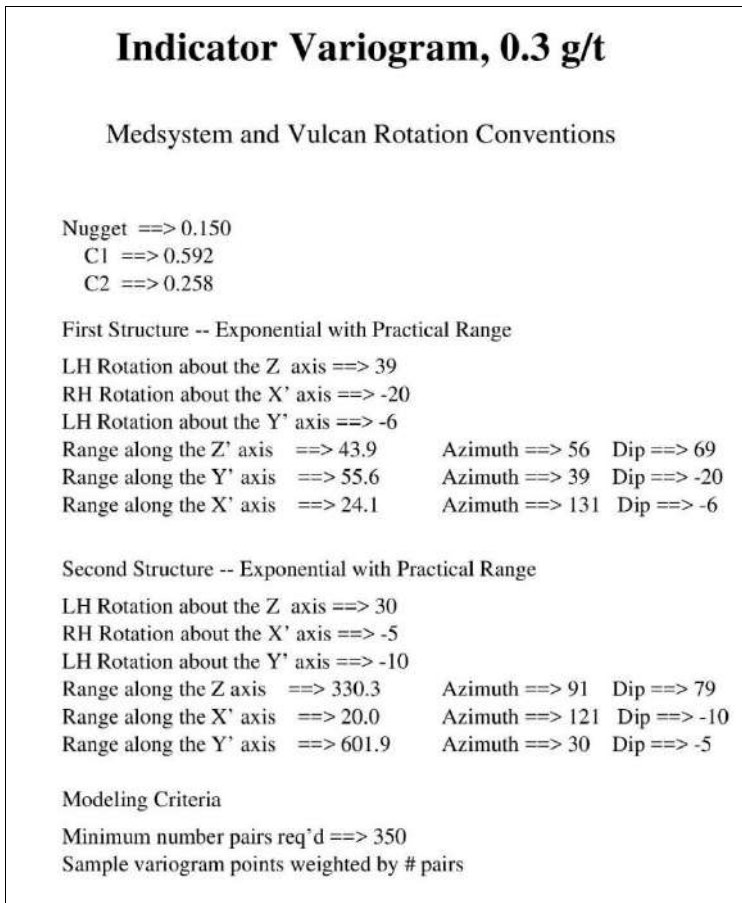 Indicator Variogram, 0.3 g/t
Medsystem and Vulcan Rotation Conventions
Nugget ==> 0.150
C1 ==> 0.592
C2 ==> 0.258
First Structure -- Exponential with Practical Range
LH Rotation about the Z axis ==> 39
RH Rotation about the X’ axis ==> -20
LH Rotation about the Y’ axis ==> -6
Range along the Z’ axis ==> 43.9 Azimuth ==> 56 Dip ==> 69
Range along the Y’ axis ==> 55.6 Azimuth ==> 39 Dip ==> -20
Range along the X’ axis ==> 24.1 Azimuth ==> 131 Dip ==> -6
Second Structure -- Exponential with Practical Range
LH Rotation about the Z axis ==> 30
RH Rotation about the X’ axis ==> -5
LH Rotation about the Y’ axis ==> -10
Range along the Z axis ==> 330.3 Azimuth ==> 91 Dip ==> 79
Range along the X’ axis ==> 20.0 Azimuth ==> 121 Dip ==> -10
Range along the Y’ axis ==> 601.9 Azimuth ==> 30 Dip ==> -5
Modeling Criteria
Minimum number pairs req’d ==> 350
Sample variogram points weighted by # pairs